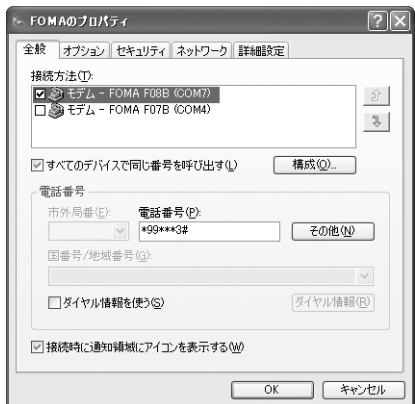 FOMAのプロパティ
全般 オプション セキュリティ ネットワーク 詳細設定
接続方法(T):
モデム - FOMA F08B (COM7)
モデム - FOMA F07B (COM4)
すべてのデバイスで同じ番号を呼び出す(L) 構成(O)...
電話番号
市外局番(E): 電話番号(P):
*99***3# その他(N)
国番号/地域番号(G):
ダイヤル情報を使う(S) ダイヤル情報(R)
接続時に通知領域にアイコンを表示する(W)
OK キャンセル